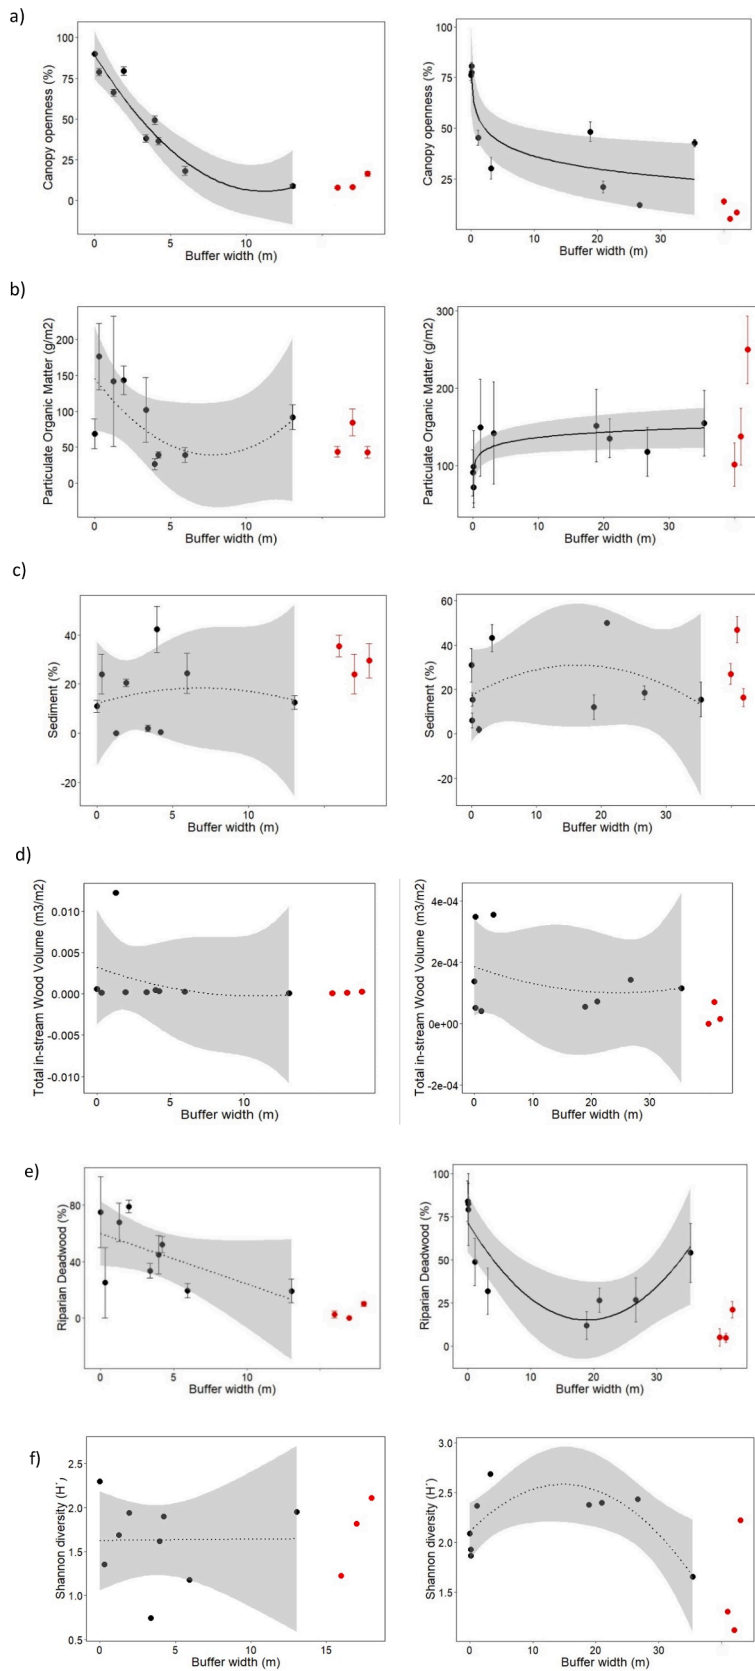 a)
Canopy openness (%)
100
75
50
25
0
0
5
10
Buffer width (m)
Canopy openness (%)
100
75
50
25
0
10
20
30
Buffer width (m)
b)
Particulate Organic Matter (g/m2)
200
150
100
50
0
0
5
10
Buffer width (m)
Particulate Organic Matter (g/m2)
300
200
100
0
10
20
30
Buffer width (m)
c)
Sediment (%)
40
20
0
-20
0
5
10
Buffer width (m)
Sediment (%)
60
40
20
0
-20
0
10
20
30
Buffer width (m)
d)
Total in-stream Wood Volume (m3/m2)
0.010
0.005
0.000
-0.005
-0.010
0
5
10
Buffer width (m)
Total in-stream Wood Volume (m3/m2)
4e-04
2e-04
0e+00
-2e-04
0
10
20
30
Buffer width (m)
e)
Riparian Deadwood (%)
80
40
0
0
5
10
Buffer width (m)
Riparian Deadwood (%)
100
75
50
25
0
0
10
20
30
Buffer width (m)
f)
Shannon diversity (H´)
2.5
2.0
1.5
1.0
0.5
0
5
10
15
Buffer width (m)
Shannon diversity (H´)
3.0
2.5
2.0
1.5
1.0
0
10
20
30
Buffer width (m)